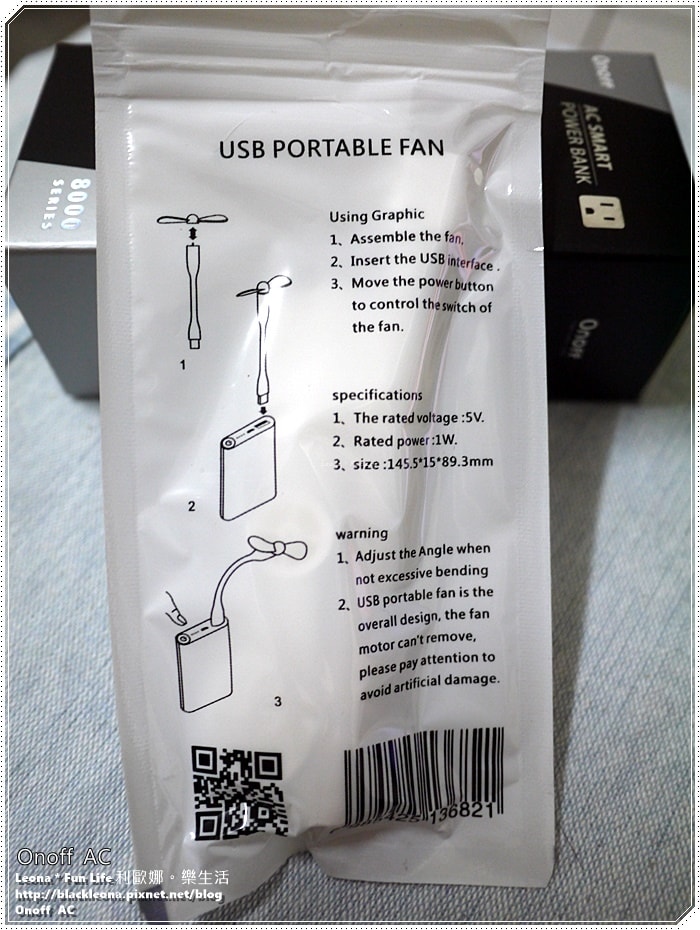 USB PORTABLE FAN
Using Graphic
1、Assemble the fan,
2、Insert the USB interface .
3、Move the power button
to control the switch of
the fan.
1
specifications
1、The rated voltage :5V.
2、Rated power :1W.
3、size :145.5*15*89.3mm
2
warning
1、Adjust the Angle when
not excessive bending
2、USB portable fan is the
overall design, the fan
motor can't remove,
please pay attention to
avoid artificial damage.
3
136821
8000
SERIES
Onoff
AC SMART
POWER BANK
Onoff
Onoff AC
Leona * Fun Life 利歐娜。樂生活
http://blackleona.pixnet.net/blog
Onoff AC